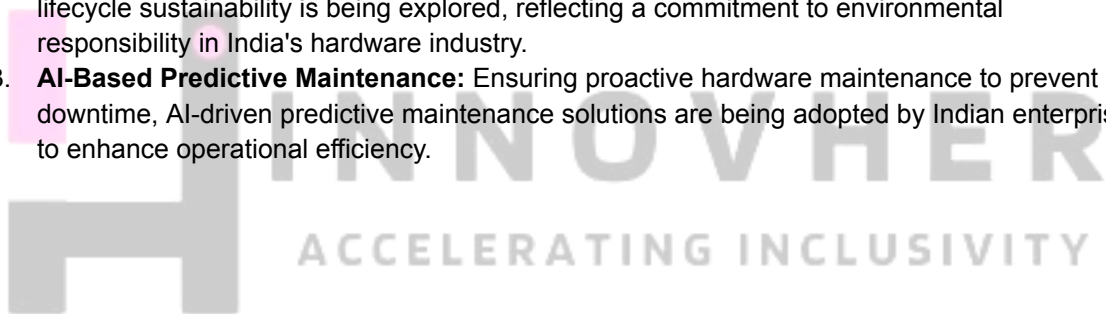 lifecycle sustainability is being explored, reflecting a commitment to environmental
responsibility in India's hardware industry.
AI-Based Predictive Maintenance: Ensuring proactive hardware maintenance to prevent
downtime, AI-driven predictive maintenance solutions are being adopted by Indian
to enhance operational efficiency.
INNOVHER
ACCELERATING INCLUSIVITY